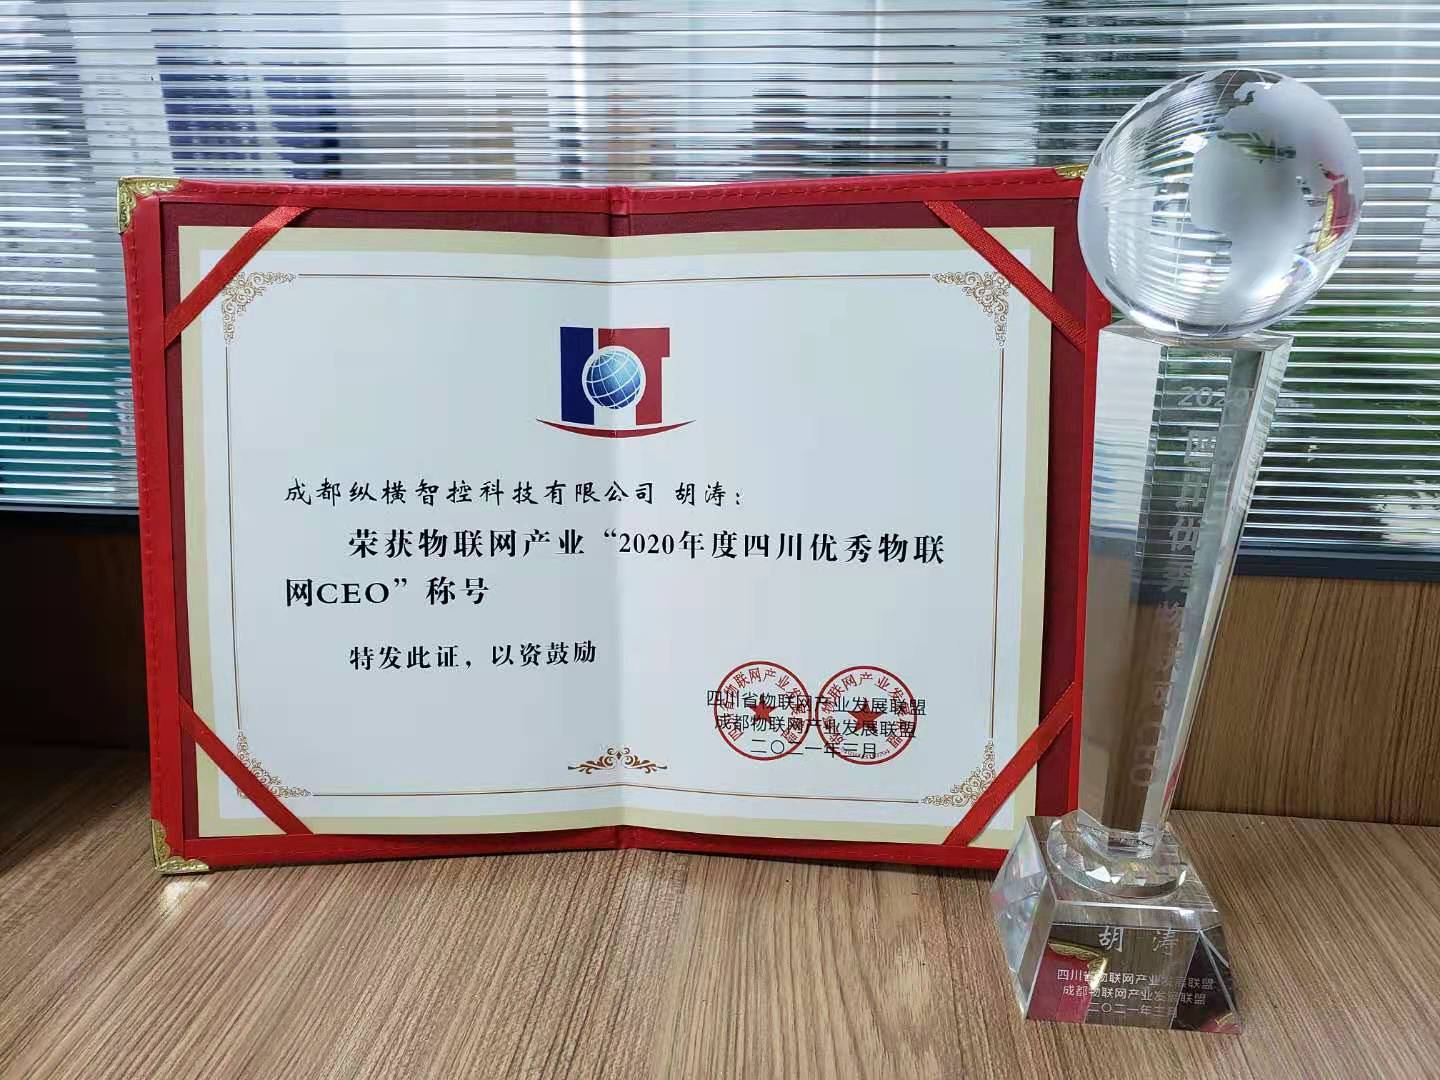 成都纵横智控科技有限公司 胡涛：
荣获物联网产业“2020年度四川优秀物联
网CEO”称号
特发此证，以资鼓励
四川省物联网产业发展联盟
成都物联网产业发展联盟
二〇二一年三月
2020
四川优秀物联网CEO
胡 涛
四川省物联网产业发展联盟
成都物联网产业发展联盟
二〇二一年三月